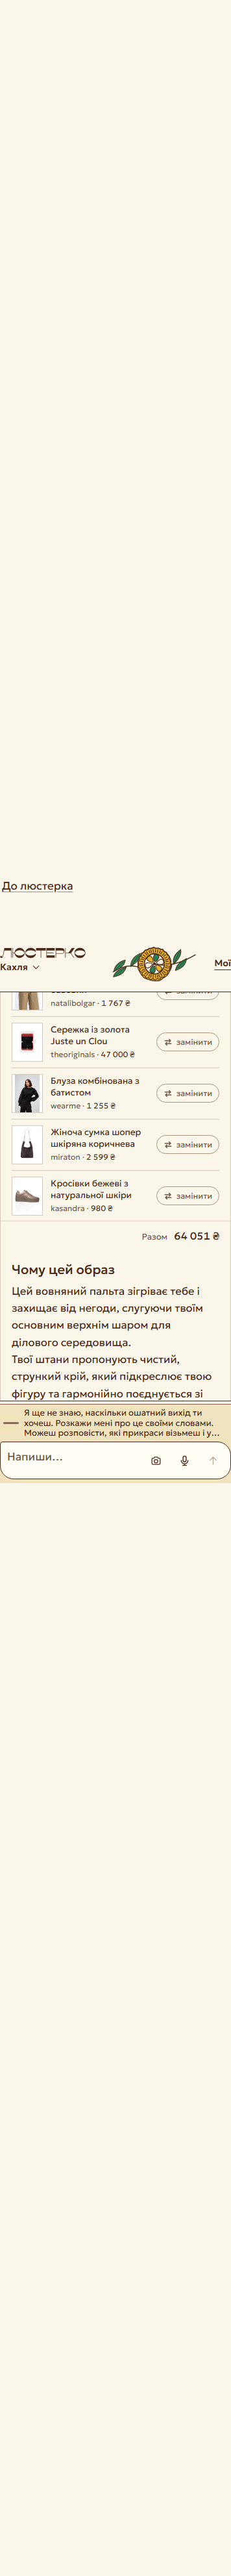 До люстерка
ЛЮСТЕРКО
Кахля
Мої
natalibolgar · 1 767 ₴
замінити
Сережка із золота
Juste un Clou
theoriginals · 47 000 ₴
замінити
Блуза комбінована з
батистом
wearme · 1 255 ₴
замінити
Жіноча сумка шопер
шкіряна коричнева
miraton · 2 599 ₴
замінити
Кросівки бежеві з
натуральної шкіри
kasandra · 980 ₴
замінити
Разом 64 051 ₴
Чому цей образ
Цей вовняний пальта зігріває тебе і
захищає від негоди, слугуючи твоїм
основним верхнім шаром для
ділового середовища.
Твої штани пропонують чистий,
стрункий крій, який підкреслює твою
фігуру та гармонійно поєднується зі
Я ще не знаю, наскільки ошатний вихід ти
хочеш. Розкажи мені про це своїми словами.
Можеш розповісти, які прикраси візьмеш і у…
Напиши…